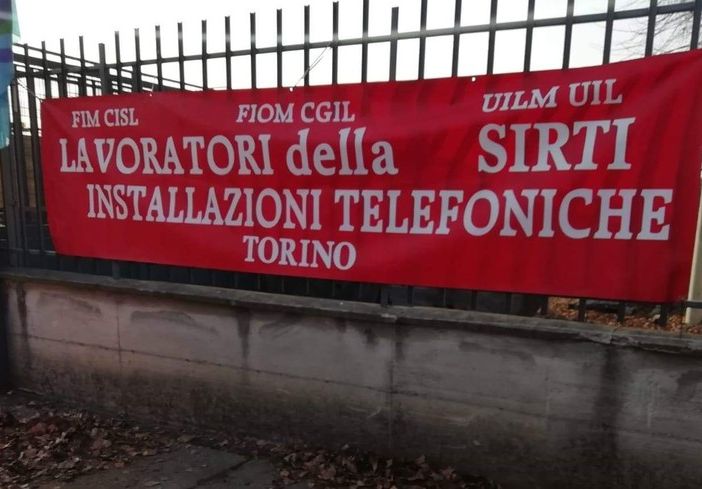 FIM CISL FIOM CGIL UILM UIL
LAVORATORI della SIRTI
INSTALLAZIONI TELEFONICHE
TORINO